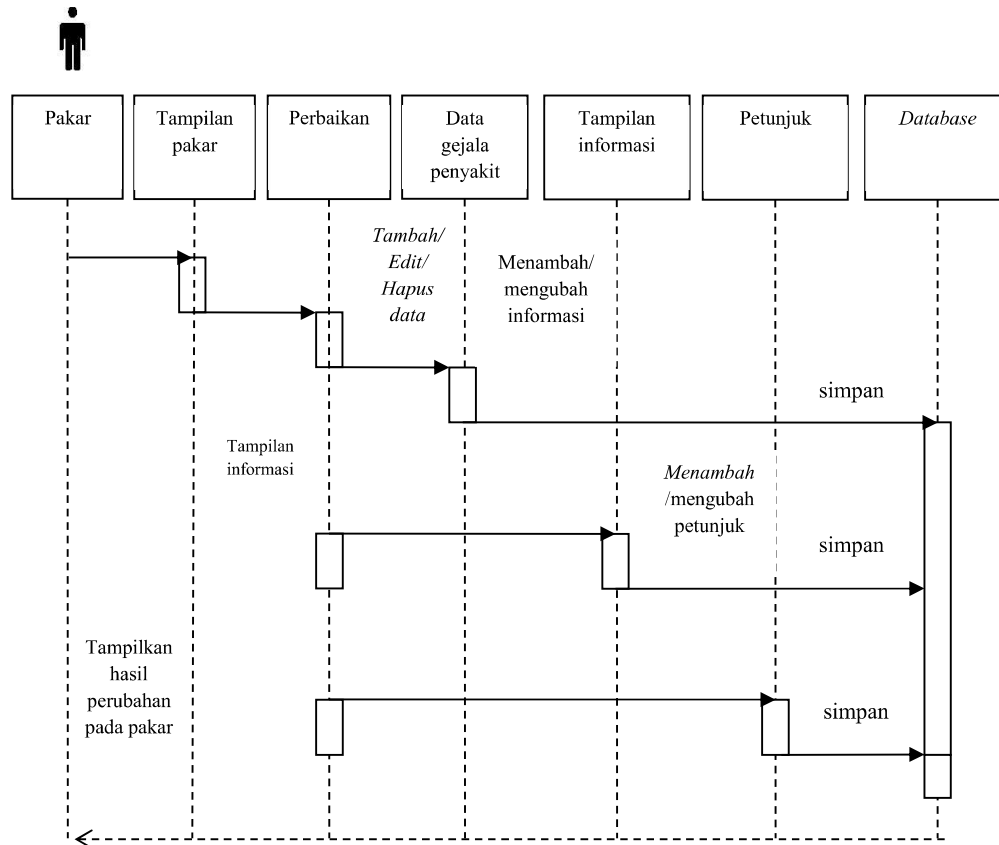 Pakar
Tampilan
pakar
Perbaikan
Data
gejala
penyakit
Tampilan
informasi
Petunjuk
Database
Tambah/
Edit/
Hapus
data
Menambah/
mengubah
informasi
simpan
Tampilan
informasi
Menambah
/mengubah
petunjuk
simpan
Tampilkan
hasil
perubahan
pada pakar
simpan